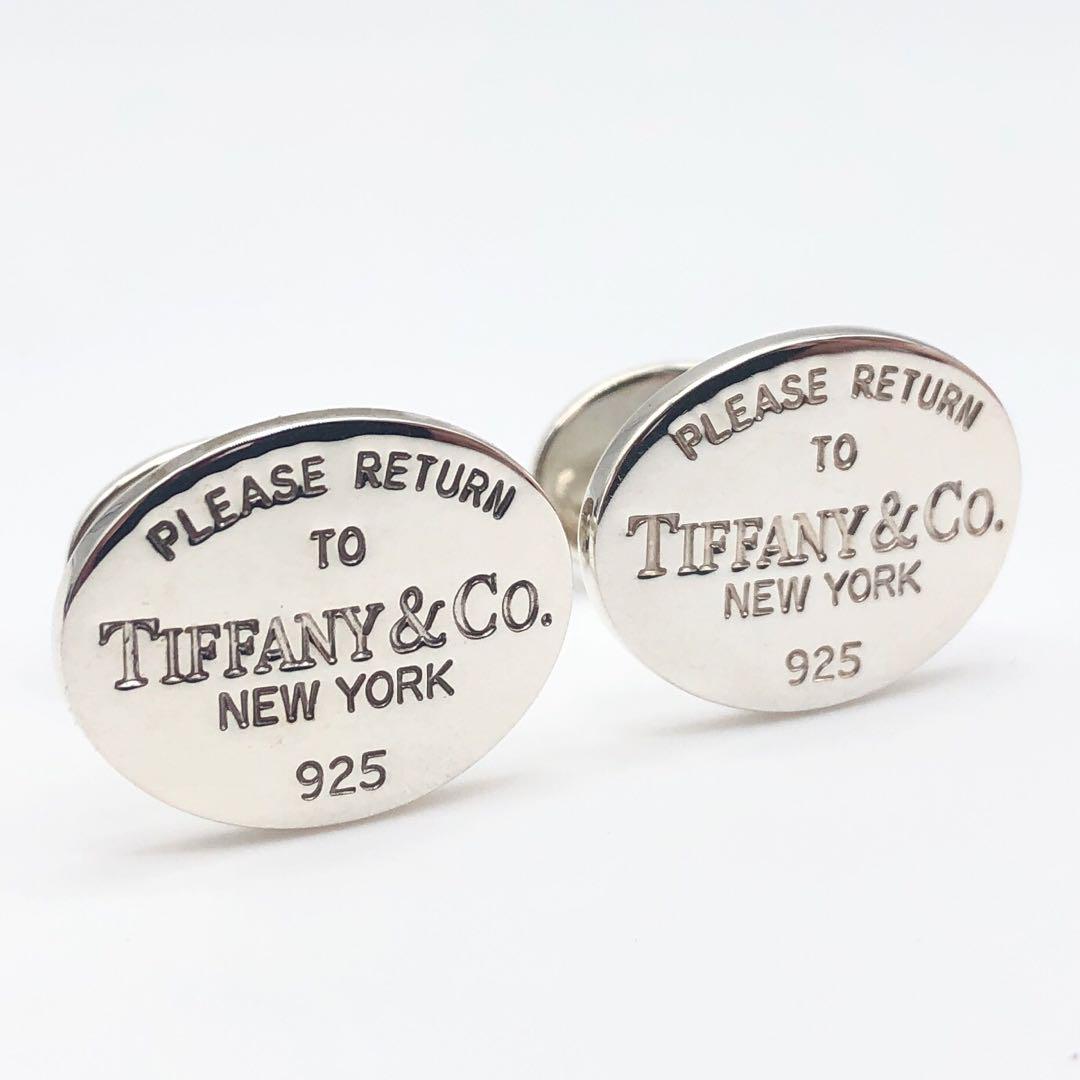 PLEASE RETURN
TO
TIFFANY & CO.
NEW YORK
925
PLEASE RETURN
TO
TIFFANY & CO.
NEW YORK
925